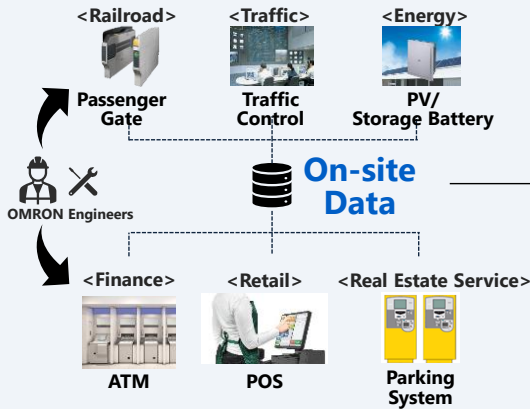 <Railroad>
<Traffic>
<Energy>
Passenger
Gate
Traffic
Control
PV/
Storage Battery
OMRON Engineers
On-site
Data
<Finance>
<Retail>
<Real Estate Service>
ATM
POS
Parking
System